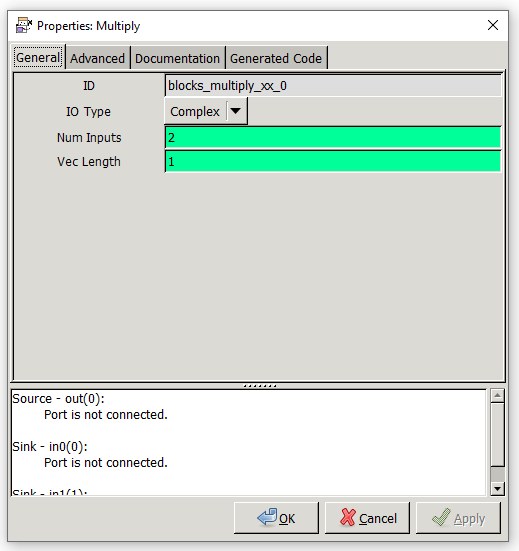 Properties: Multiply
General Advanced Documentation Generated Code
ID blocks_multiply_xx_0
IO Type Complex
Num Inputs 2
Vec Length 1
Source - out(0):
Port is not connected.
Sink - in0(0):
Port is not connected.
Sink - in1(1):
OK Cancel Apply